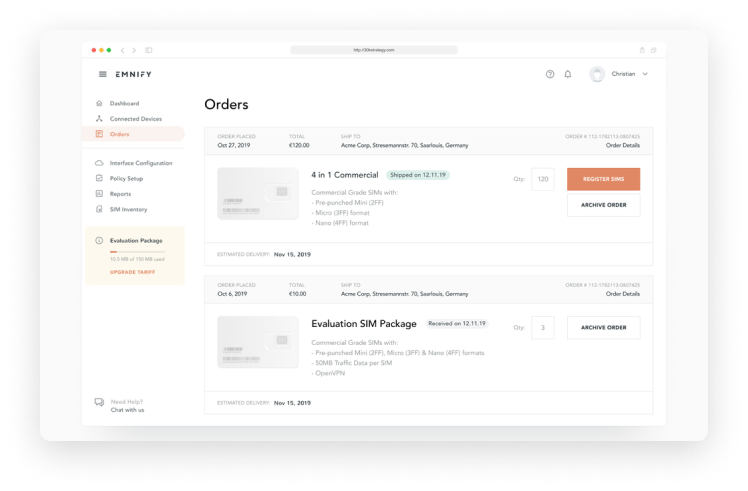 http://20kstrategy.com
EMNIFY
Christian
Dashboard
Connected Devices
Orders
Interface Configuration
Policy Setup
Reports
SIM Inventory
Evaluation Package
10.5 MB of 150 MB used
UPGRADE TARIFF
Need Help?
Chat with us
Orders
ORDER PLACED TOTAL SHIP TO ORDER # 112-1782113-0807425
Oct 27, 2019 €120.00 Acme Corp, Stresemannstr. 70, Saarlouis, Germany Order Details
4 in 1 Commercial Shipped on 12.11.19 Qty: 120 REGISTER SIMS
Commercial Grade SIMs with:
- Pre-punched Mini (2FF)
- Micro (3FF) format
- Nano (4FF) format
ARCHIVE ORDER
ESTIMATED DELIVERY: Nov 15, 2019
ORDER PLACED TOTAL SHIP TO ORDER # 112-1782113-0807425
Oct 6, 2019 €10.00 Acme Corp, Stresemannstr. 70, Saarlouis, Germany Order Details
Evaluation SIM Package Received on 12.11.19 Qty: 3 ARCHIVE ORDER
Commercial Grade SIMs with:
- Pre-punched Mini (2FF), Micro (3FF) & Nano (4FF) formats
- 50MB Traffic Data per SIM
- OpenVPN
ESTIMATED DELIVERY: Nov 15, 2019